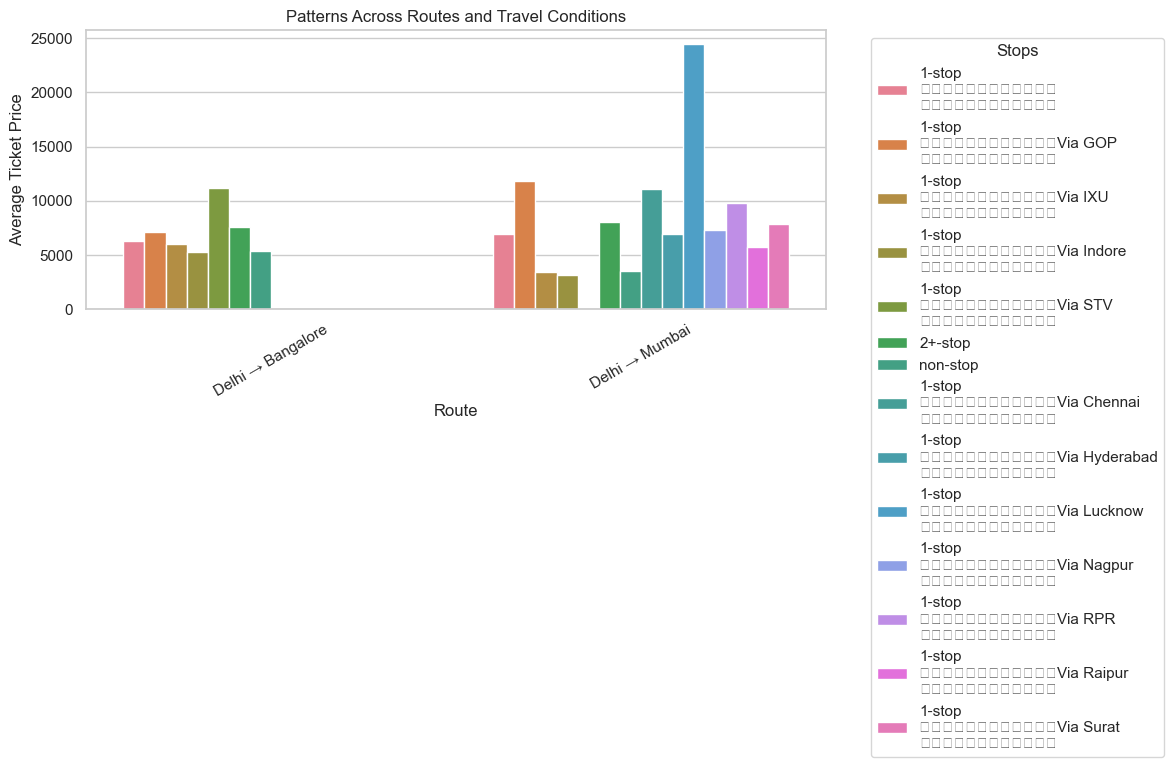 Patterns Across Routes and Travel Conditions
25000
20000
15000
10000
5000
0
Average Ticket Price
Delhi → Bangalore
Delhi → Mumbai
Route
Stops
1-stop
1-stop
Via GOP
1-stop
Via IXU
1-stop
Via Indore
1-stop
Via STV
2+-stop
non-stop
1-stop
Via Chennai
1-stop
Via Hyderabad
1-stop
Via Lucknow
1-stop
Via Nagpur
1-stop
Via RPR
1-stop
Via Raipur
1-stop
Via Surat